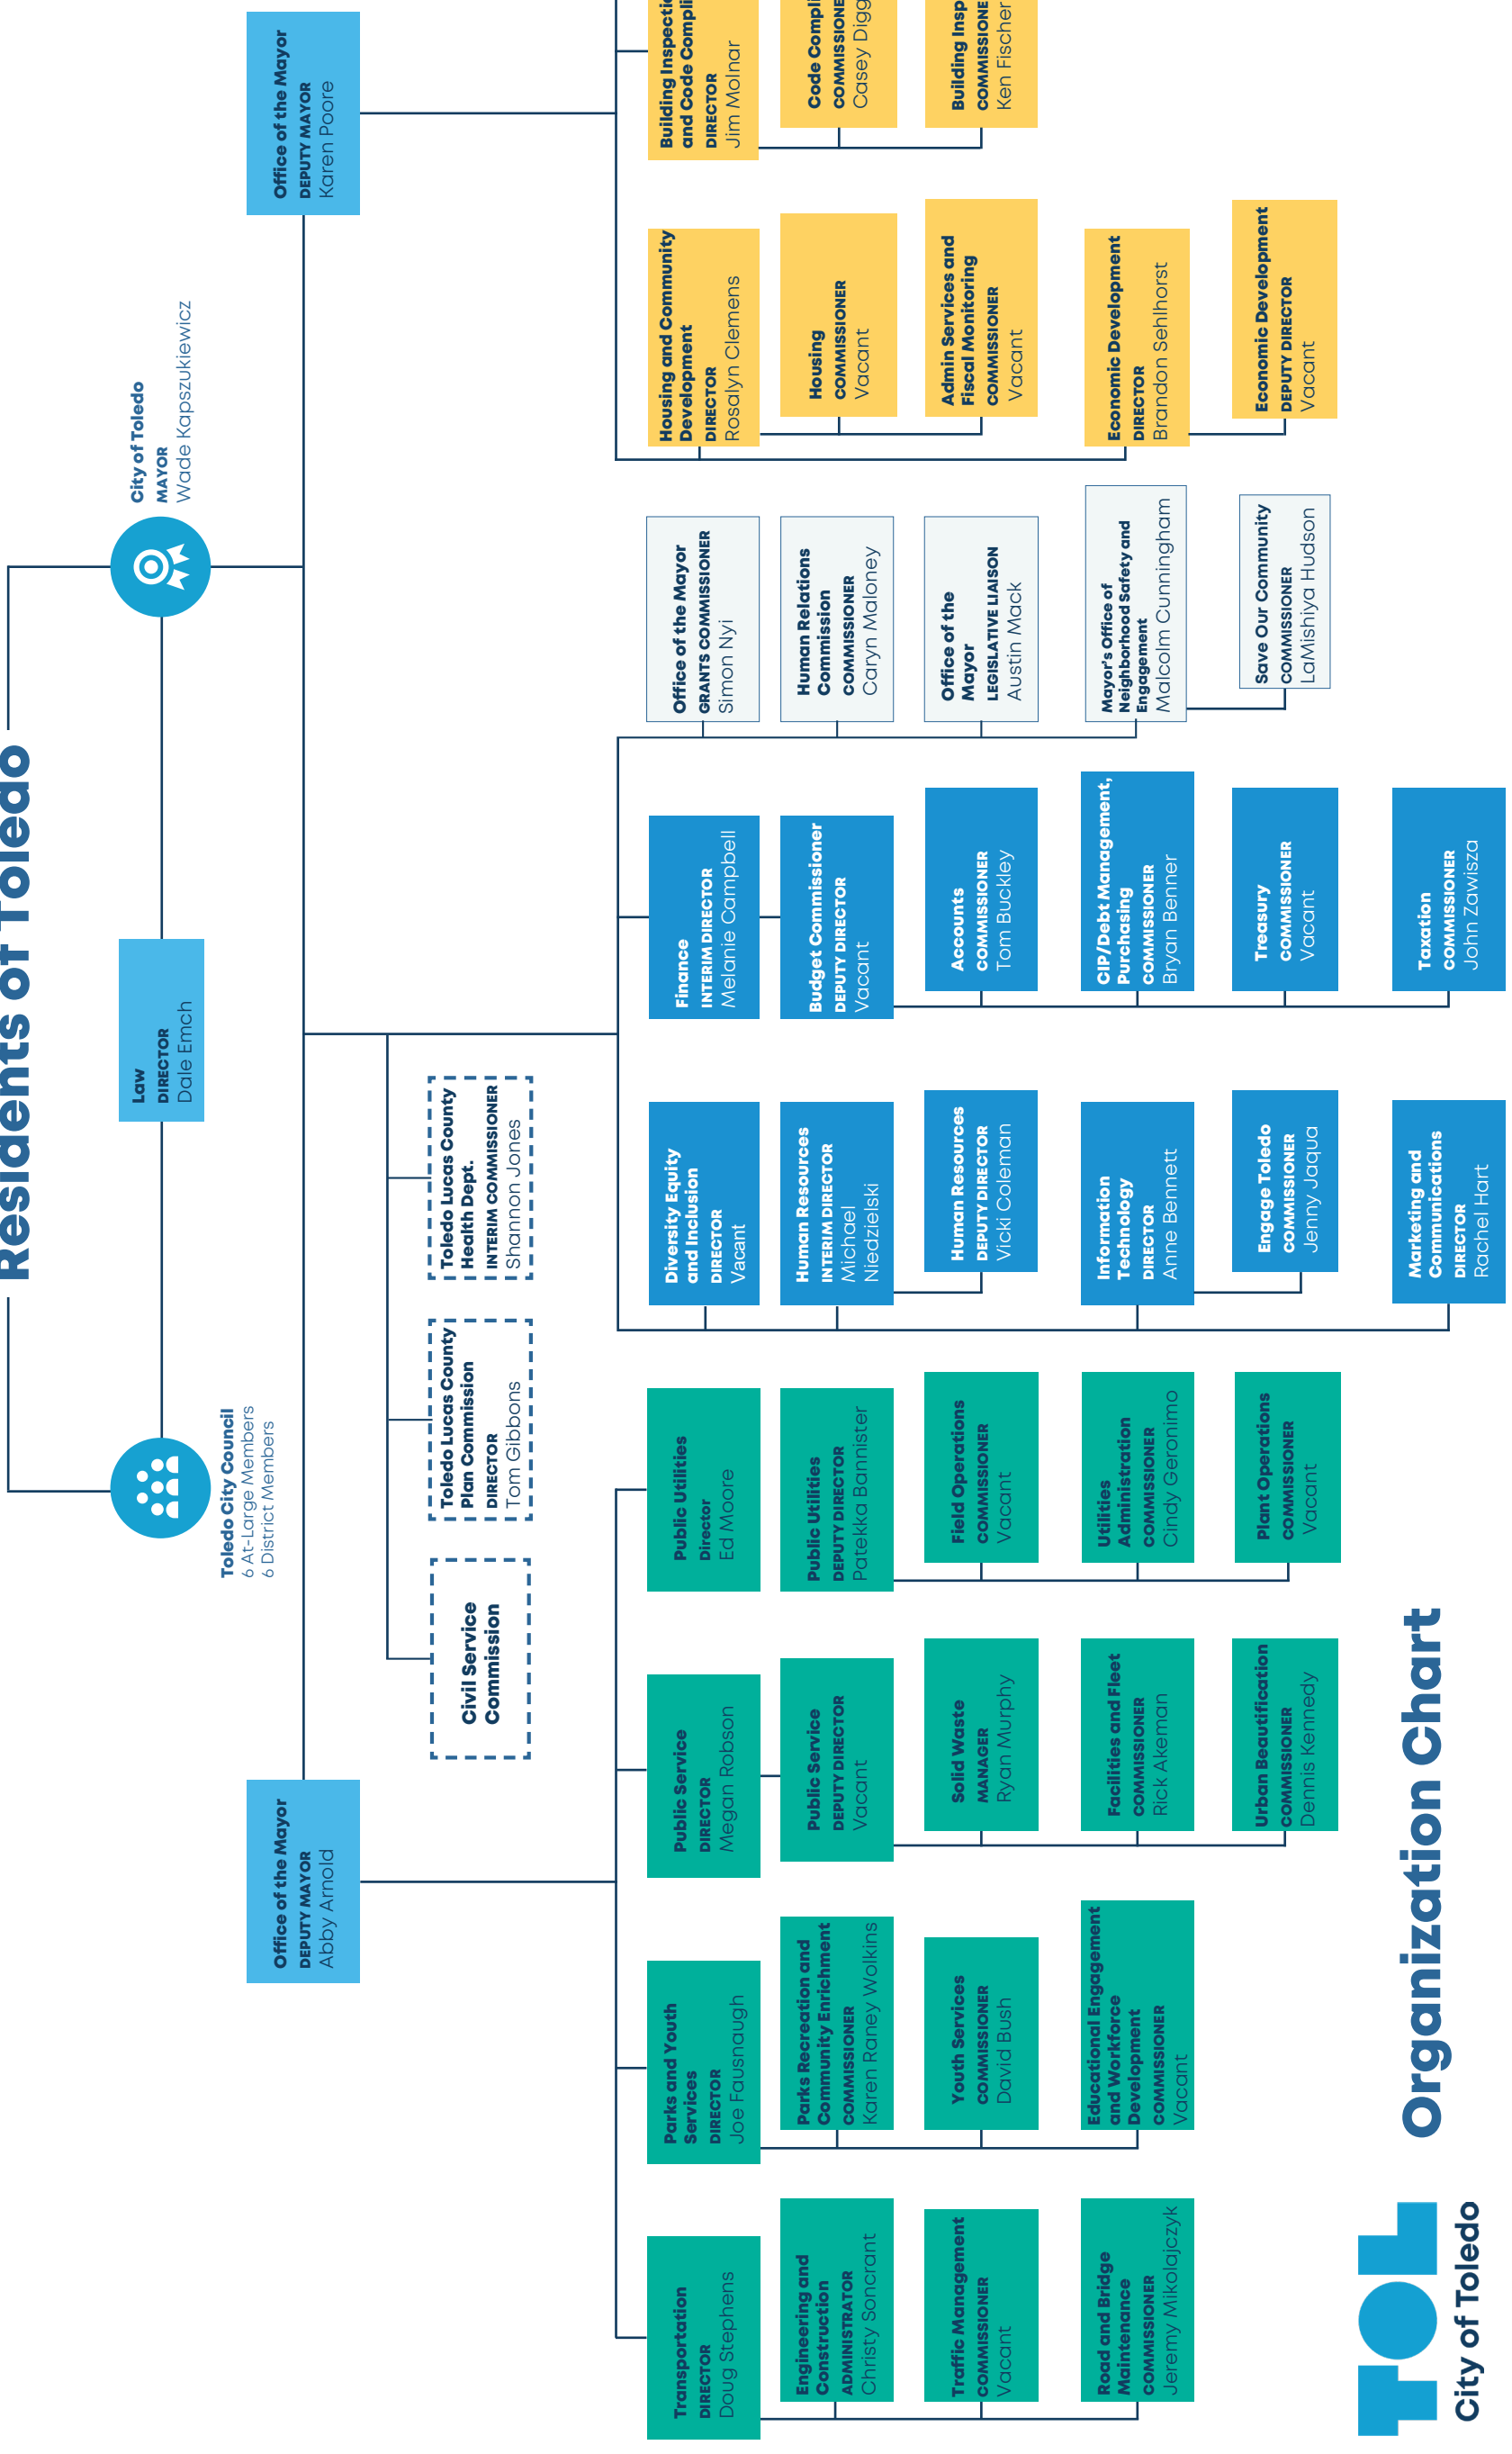 Residents of Toledo
City of Toledo
MAYOR
Wade Kapszukiewicz
Law
DIRECTOR
Dale Emch
Toledo City Council
6 At-Large Members
6 District Members
Office of the Mayor
DEPUTY MAYOR
Abby Arnold
Office of the Mayor
DEPUTY MAYOR
Karen Poore
Civil Service
Commission
Toledo Lucas County
Plan Commission
DIRECTOR
Tom Gibbons
Toledo Lucas County
Health Dept.
INTERIM COMMISSIONER
Shannon Jones
Transportation
DIRECTOR
Doug Stephens
Engineering and
Construction
ADMINISTRATOR
Christy Soncrant
Traffic Management
COMMISSIONER
Vacant
Road and Bridge
Maintenance
COMMISSIONER
Jeremy Mikolajczyk
Parks and Youth
Services
DIRECTOR
Joe Fausnaugh
Parks Recreation and
Community Enrichment
COMMISSIONER
Karen Raney Wolkins
Youth Services
COMMISSIONER
David Bush
Educational Engagement
and Workforce
Development
COMMISSIONER
Vacant
Public Service
DIRECTOR
Megan Robson
Public Service
DEPUTY DIRECTOR
Vacant
Solid Waste
MANAGER
Ryan Murphy
Facilities and Fleet
COMMISSIONER
Rick Akeman
Urban Beautification
COMMISSIONER
Dennis Kennedy
Public Utilities
Director
Ed Moore
Public Utilities
DEPUTY DIRECTOR
Patekka Bannister
Field Operations
COMMISSIONER
Vacant
Utilities
Administration
COMMISSIONER
Cindy Geronimo
Plant Operations
COMMISSIONER
Vacant
Diversity Equity
and Inclusion
DIRECTOR
Vacant
Human Resources
INTERIM DIRECTOR
Michael
Niedzielski
Human Resources
DEPUTY DIRECTOR
Vicki Coleman
Information
Technology
DIRECTOR
Anne Bennett
Engage Toledo
COMMISSIONER
Jenny Jaqua
Marketing and
Communications
DIRECTOR
Rachel Hart
Finance
INTERIM DIRECTOR
Melanie Campbell
Budget Commissioner
DEPUTY DIRECTOR
Vacant
Accounts
COMMISSIONER
Tom Buckley
CIP/Debt Management,
Purchasing
COMMISSIONER
Bryan Benner
Treasury
COMMISSIONER
Vacant
Taxation
COMMISSIONER
John Zawisza
Office of the Mayor
GRANTS COMMISSIONER
Simon Nyi
Human Relations
Commission
COMMISSIONER
Caryn Maloney
Office of the
Mayor
LEGISLATIVE LIAISON
Austin Mack
Mayor's Office of
Neighborhood Safety and
Engagement
Malcolm Cunningham
Save Our Community
COMMISSIONER
LaMishiya Hudson
Housing and Community
Development
DIRECTOR
Rosalyn Clemens
Housing
COMMISSIONER
Vacant
Admin Services and
Fiscal Monitoring
COMMISSIONER
Vacant
Economic Development
DIRECTOR
Brandon Sehlhorst
Economic Development
DEPUTY DIRECTOR
Vacant
Building
and Code
DIRECTOR
Jim Molnar
Code
Casey
Building
Ken Fischer
TOL
City of Toledo
Organization Chart